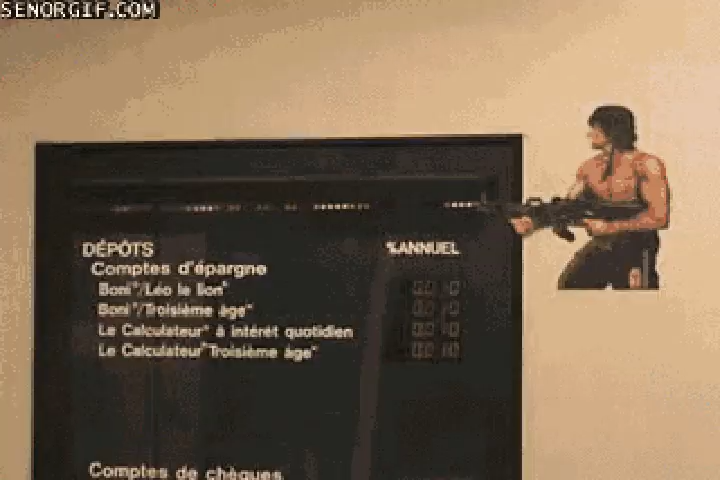 SENORGIF.COM
DÉPÔTS %ANNUEL
Comptes d'épargne
Boni*/Léo le lion*
Boni*/Troisième âge*
Le Calculateur* à intérêt quotidien
Le Calculateur*Troisième âge*
Comptes de chèques